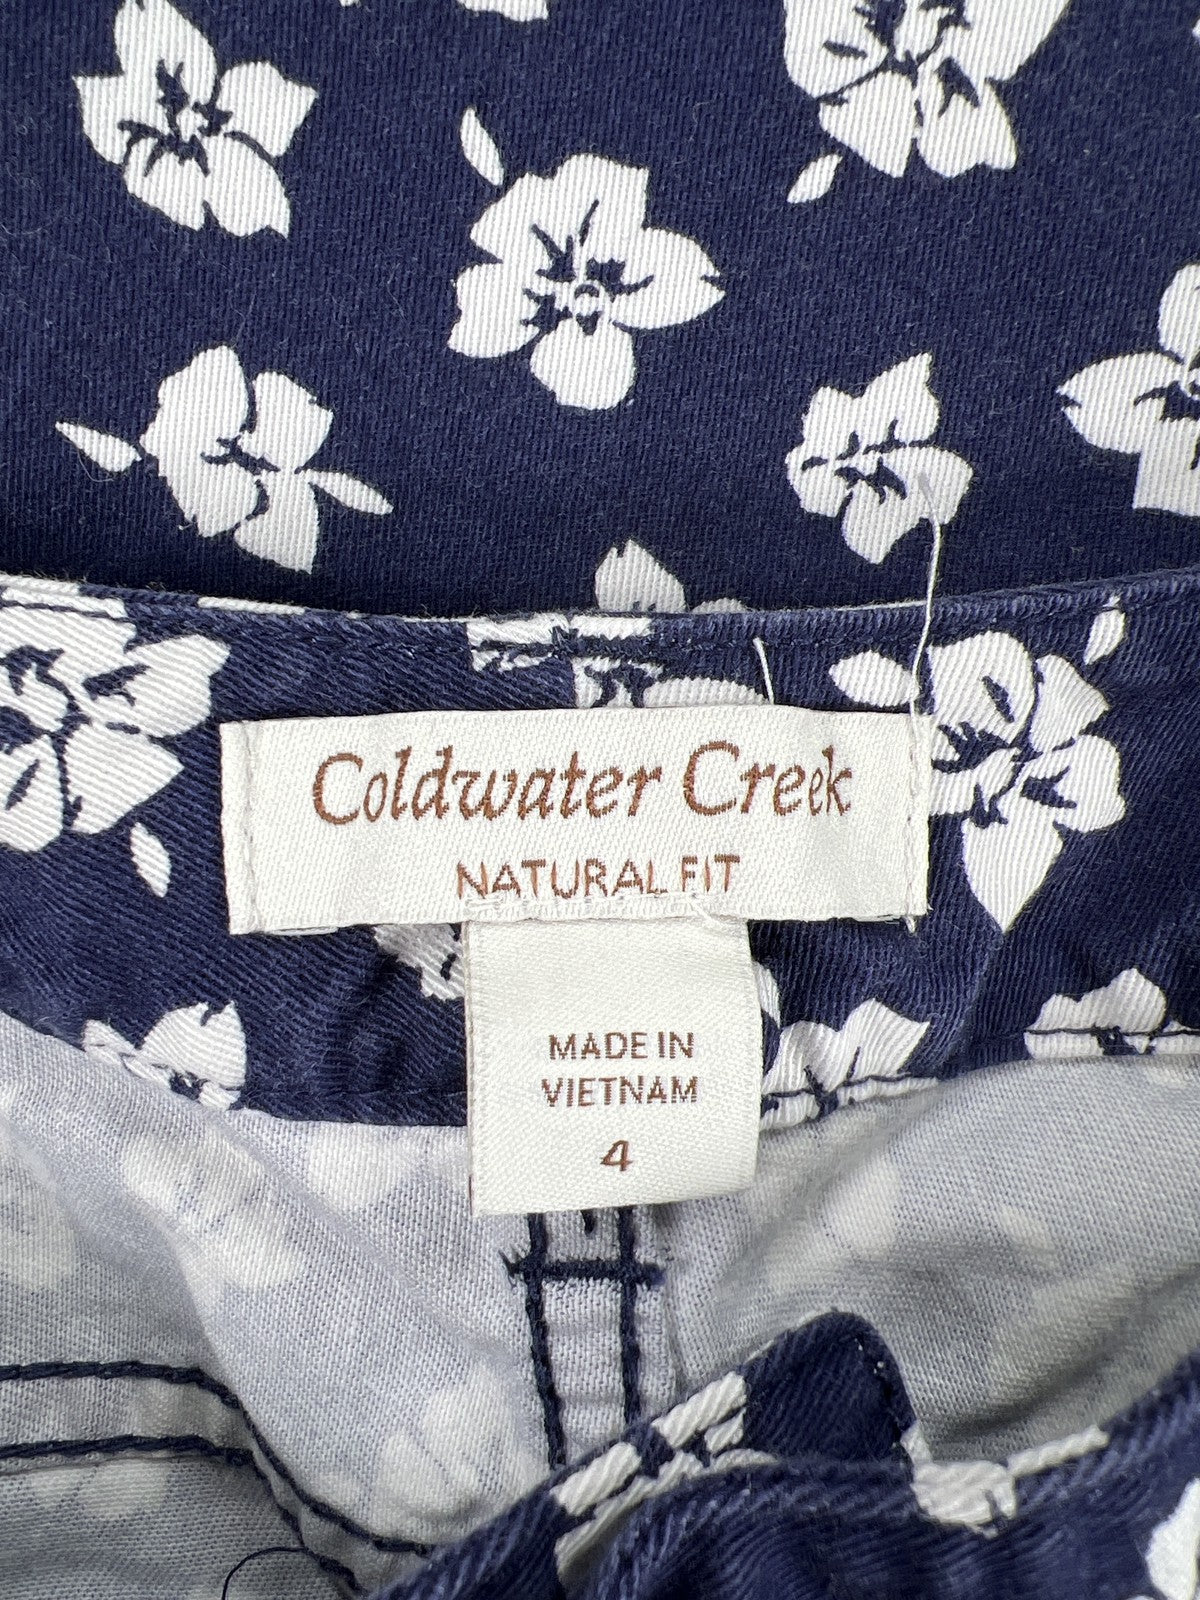 Coldwater Creek
NATURAL FIT
MADE IN
VIETNAM
4